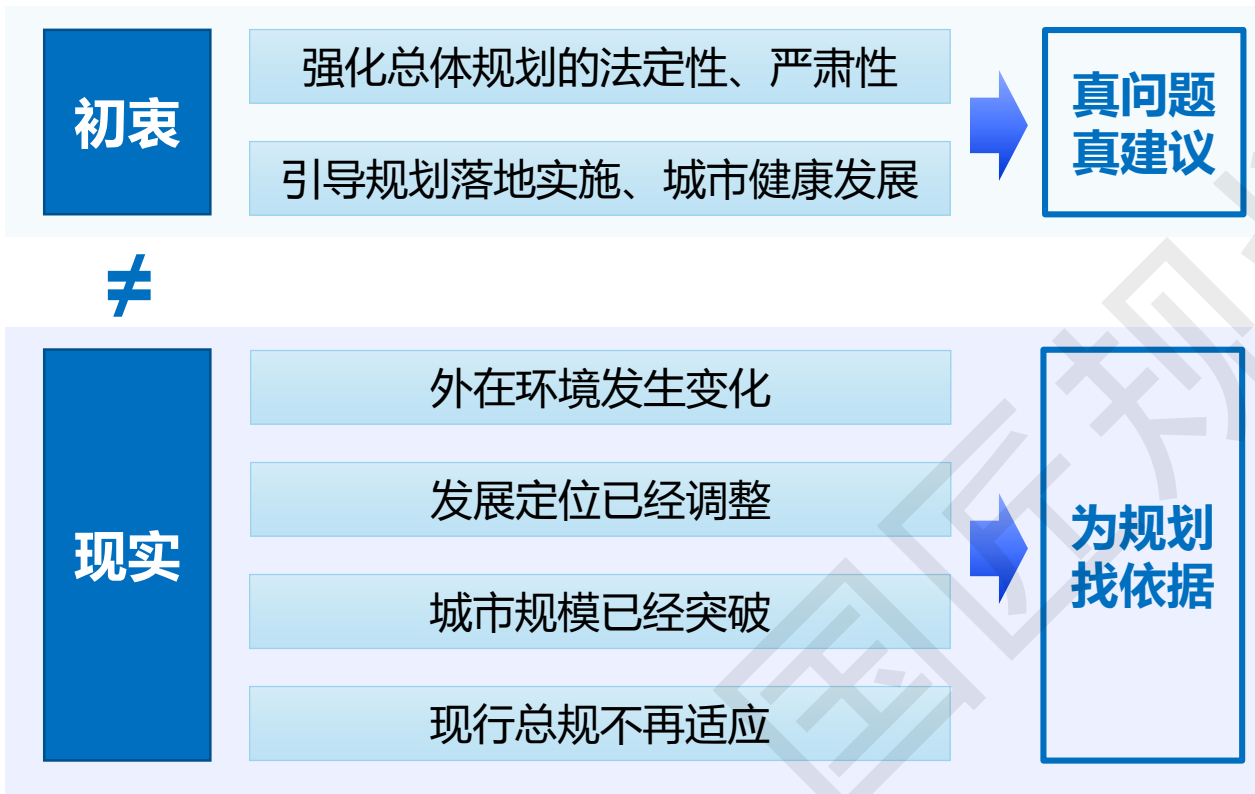 初衷
强化总体规划的法定性、严肃性
引导规划落地实施、城市健康发展
真问题
真建议
≠
现实
外在环境发生变化
发展定位已经调整
城市规模已经突破
现行总规不再适应
为规划
找依据
国匠规